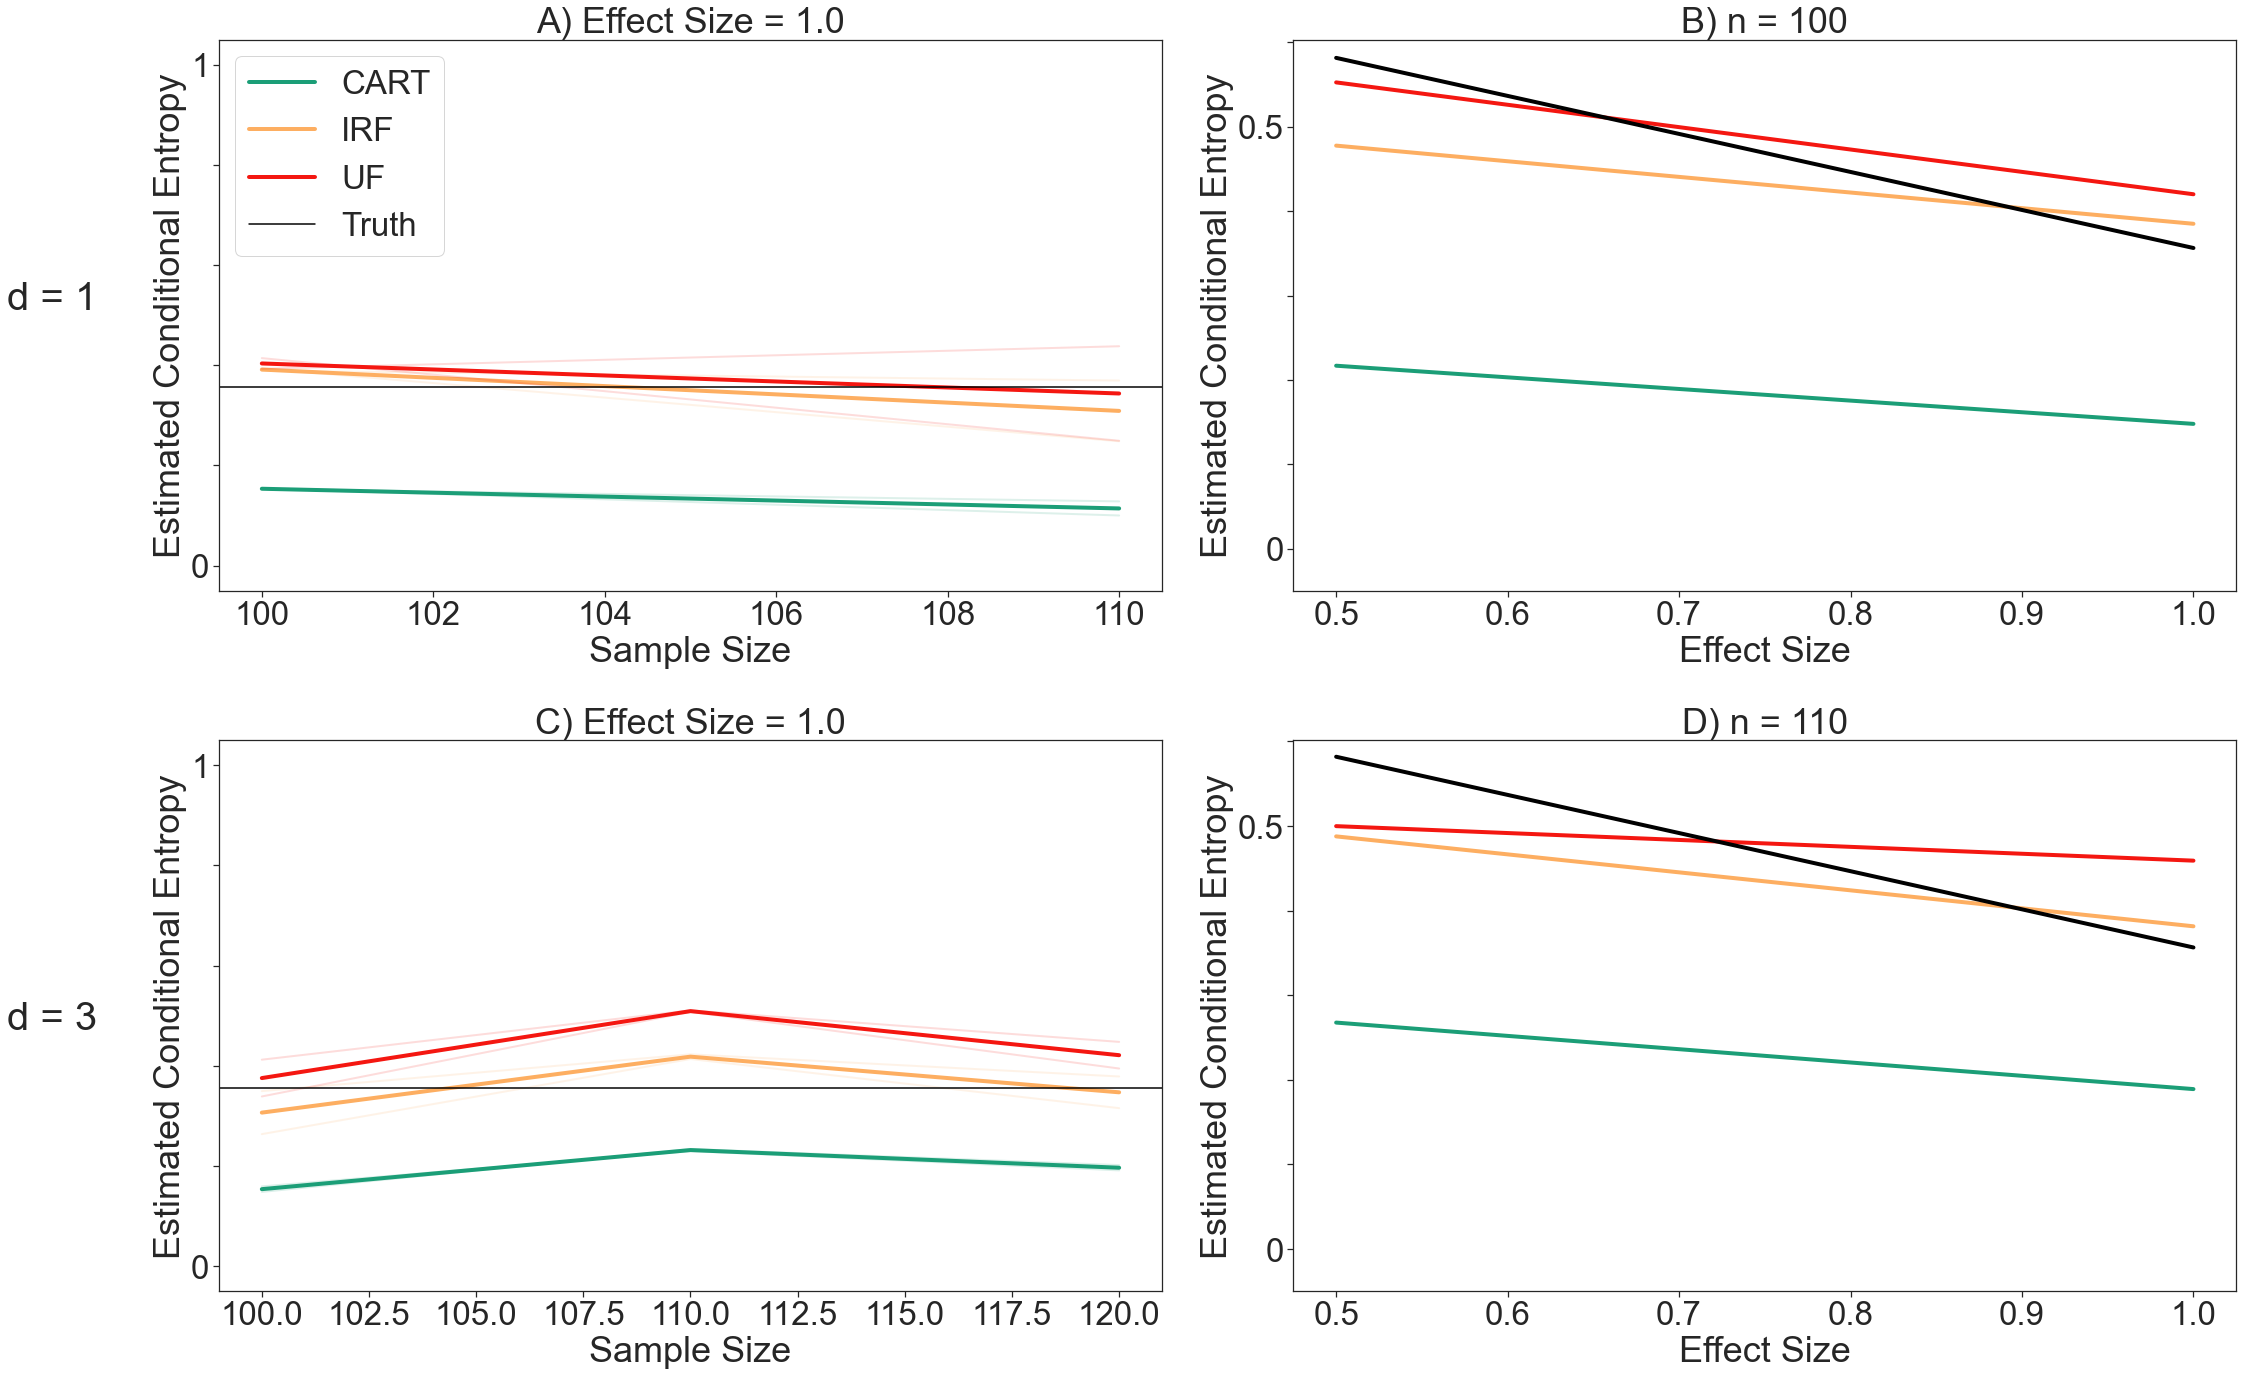 A) Effect Size = 1.0
B) n = 100
d = 1
Estimated Conditional Entropy
1
0
CART
IRF
UF
Truth
100 102 104 106 108 110
Sample Size
Estimated Conditional Entropy
0.5
0
0.5 0.6 0.7 0.8 0.9 1.0
Effect Size
C) Effect Size = 1.0
D) n = 110
d = 3
Estimated Conditional Entropy
1
0
100.0 102.5 105.0 107.5 110.0 112.5 115.0 117.5 120.0
Sample Size
Estimated Conditional Entropy
0.5
0
0.5 0.6 0.7 0.8 0.9 1.0
Effect Size